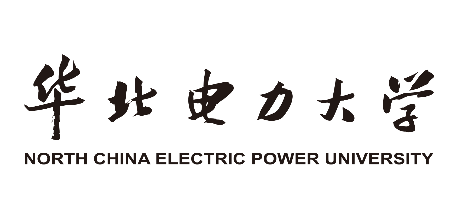 华北电力大学
NORTH CHINA ELECTRIC POWER UNIVERSITY